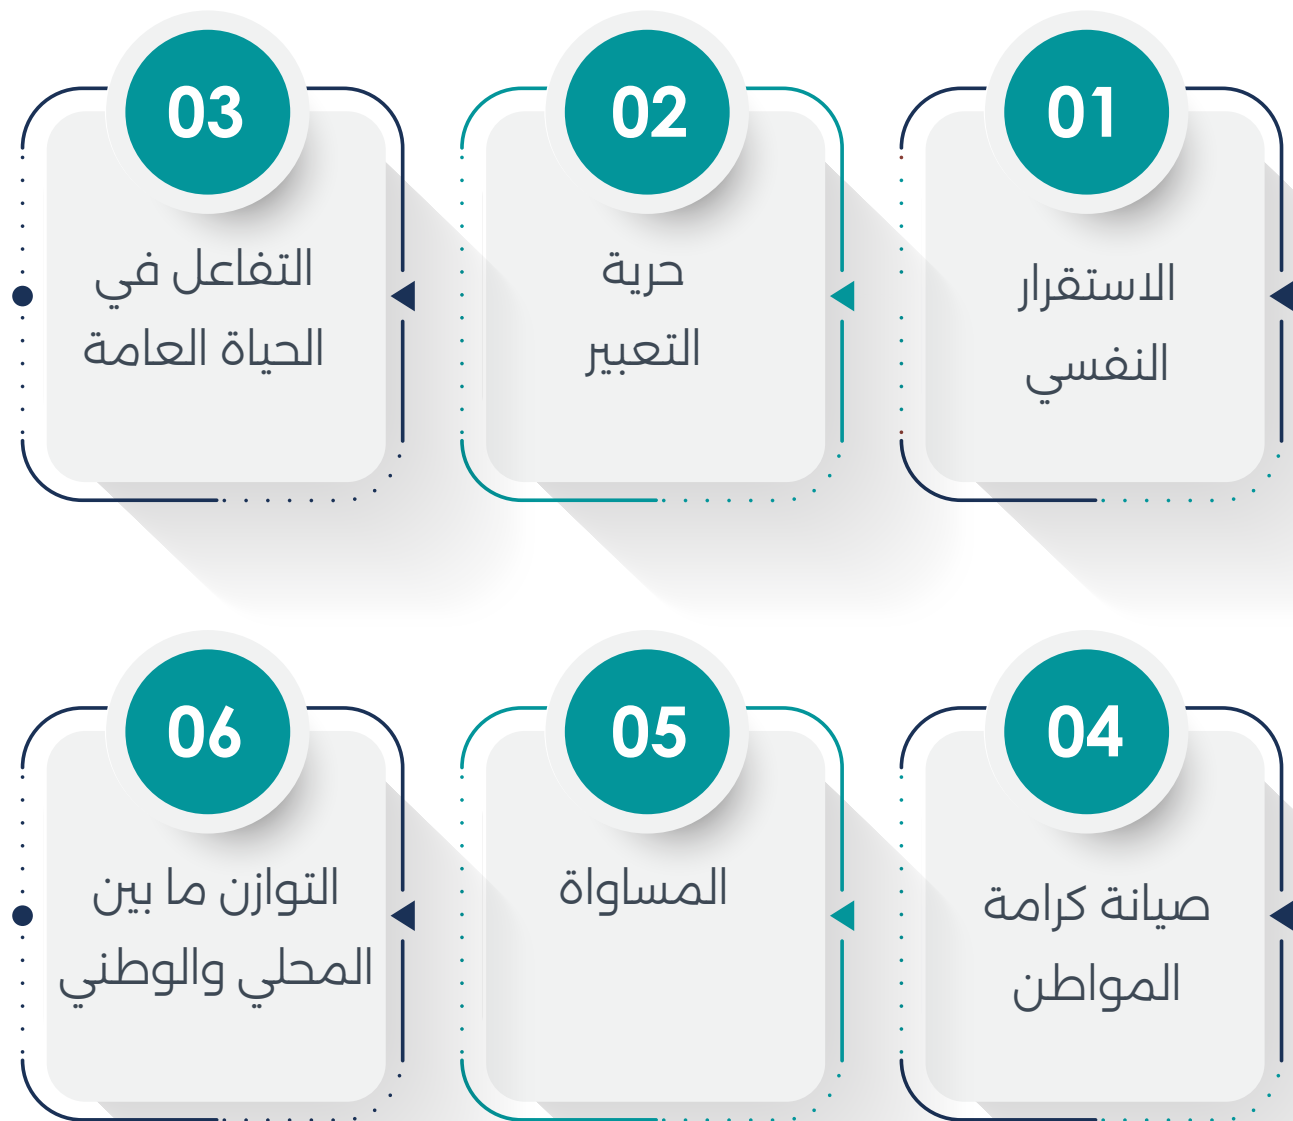 01
الاستقرار
النفسي
02
حرية
التعبير
03
التفاعل في
الحياة العامة
04
صيانة كرامة
المواطن
05
المساواة
06
التوازن ما بين
المحلي والوطني